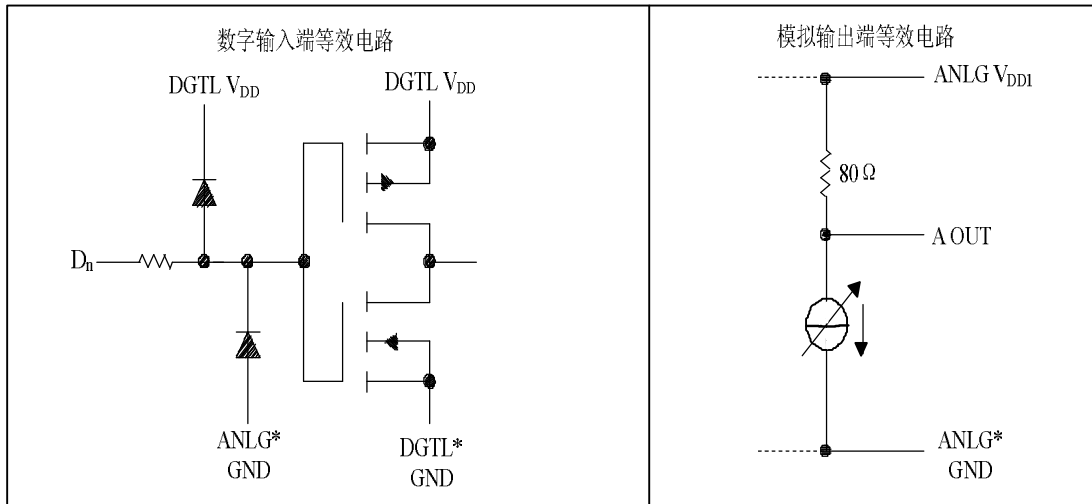 数字输入端等效电路
DGTL VDD
DGTL VDD
Dn
ANLG*
GND
DGTL*
GND
模拟输出端等效电路
ANLG VDD1
80Ω
A OUT
ANLG*
GND